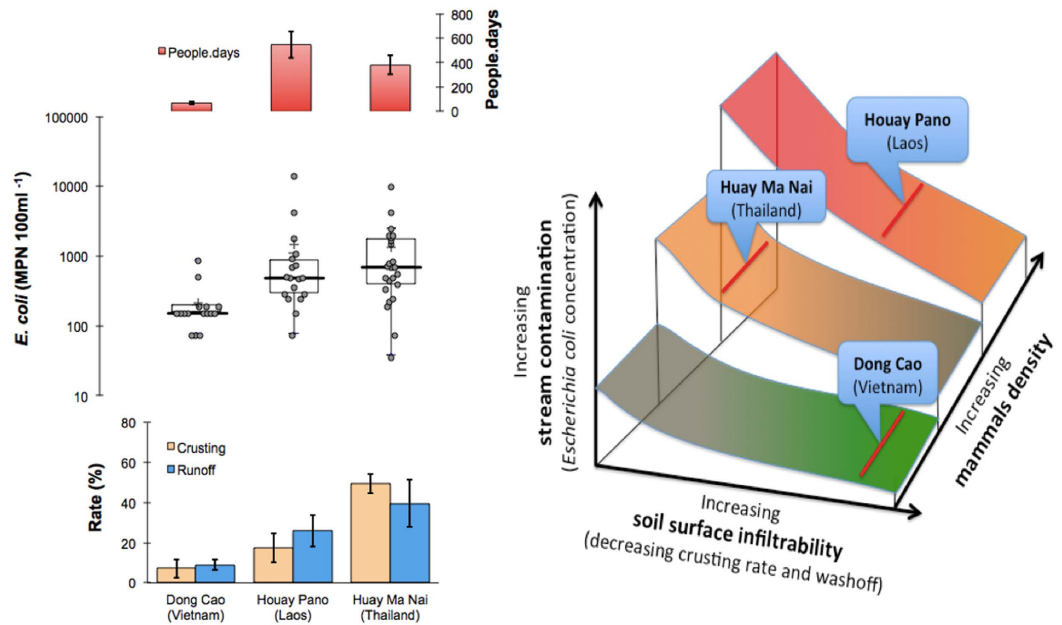 People.days
800
600
400
200
0
People.days
100000
10000
1000
100
10
E. coli (MPN 100ml -1)
80
60
40
20
0
Rate (%)
Crusting
Runoff
Dong Cao
(Vietnam)
Houay Pano
(Laos)
Huay Ma Nai
(Thailand)
Houay Pano
(Laos)
Huay Ma Nai
(Thailand)
Dong Cao
(Vietnam)
Increasing
stream contamination
(Escherichia coli concentration)
Increasing
mammals density
Increasing
soil surface infiltrability
(decreasing crusting rate and washoff)